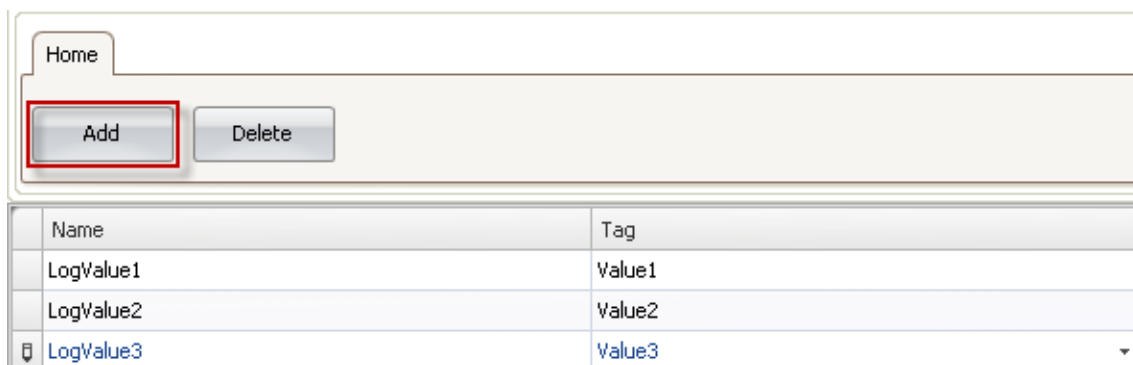 Home
Add Delete
Name Tag
LogValue1 Value1
LogValue2 Value2
LogValue3 Value3